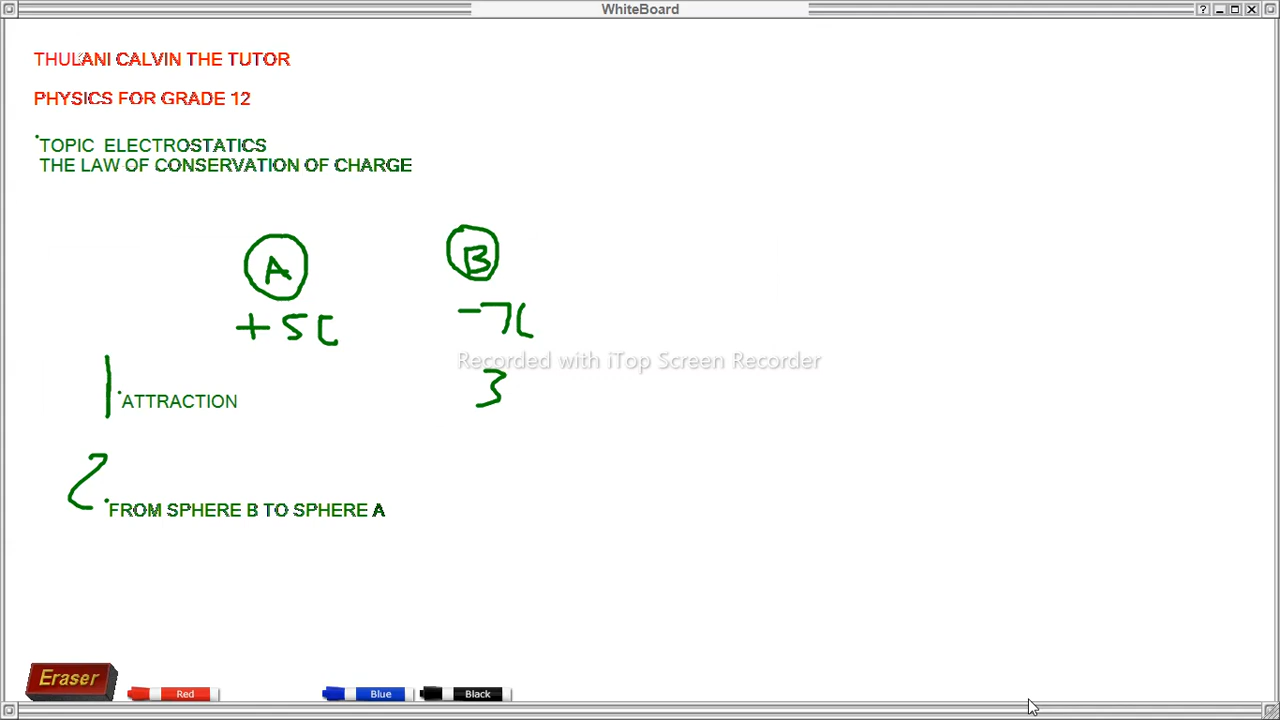 WhiteBoard
THULANI CALVIN THE TUTOR
PHYSICS FOR GRADE 12
TOPIC ELECTROSTATICS
THE LAW OF CONSERVATION OF CHARGE
A B
+5C -7C
Recorded with iTop Screen Recorder
3
1 ATTRACTION
2 FROM SPHERE B TO SPHERE A
Eraser Red Blue Black